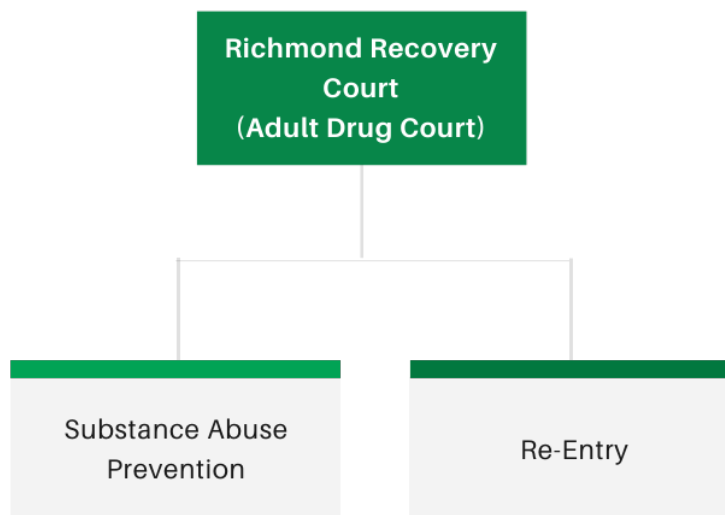 Richmond Recovery
Court
(Adult Drug Court)
Substance Abuse
Prevention
Re-Entry